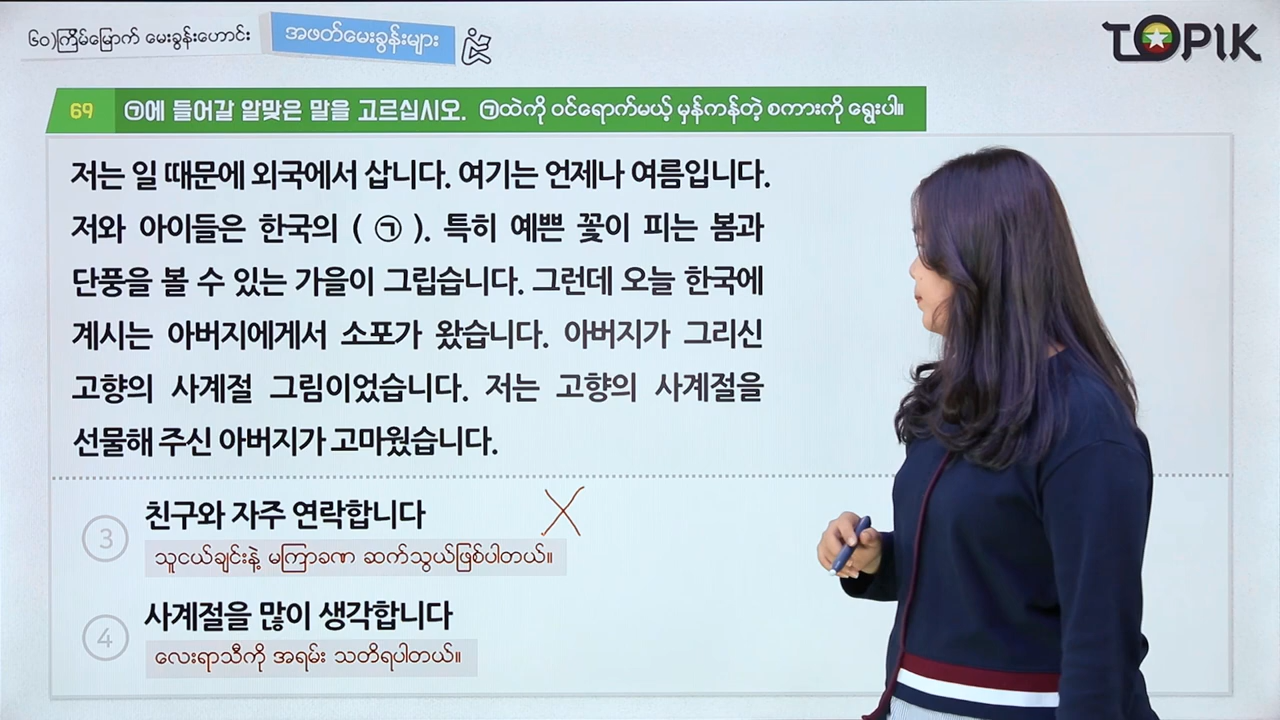 ၆၀)ကြိမ်မြောက် မေးခွန်းဟောင်း
အဖတ်မေးခွန်းများ
TOPIK
69 ㉠에 들어갈 알맞은 말을 고르십시오. ㉠ထဲကို ဝင်ရောက်မယ့် မှန်ကန်တဲ့ စကားကို ရွေးပါ။
저는 일 때문에 외국에서 삽니다. 여기는 언제나 여름입니다.
저와 아이들은 한국의 ( ㉠ ). 특히 예쁜 꽃이 피는 봄과
단풍을 볼 수 있는 가을이 그립습니다. 그런데 오늘 한국에
계시는 아버지에게서 소포가 왔습니다. 아버지가 그리신
고향의 사계절 그림이었습니다. 저는 고향의 사계절을
선물해 주신 아버지가 고마웠습니다.
③ 친구와 자주 연락합니다
သူငယ်ချင်းနဲ့ မကြာခဏ ဆက်သွယ်ဖြစ်ပါတယ်။
④ 사계절을 많이 생각합니다
လေးရာသီကို အရမ်း သတိရပါတယ်။